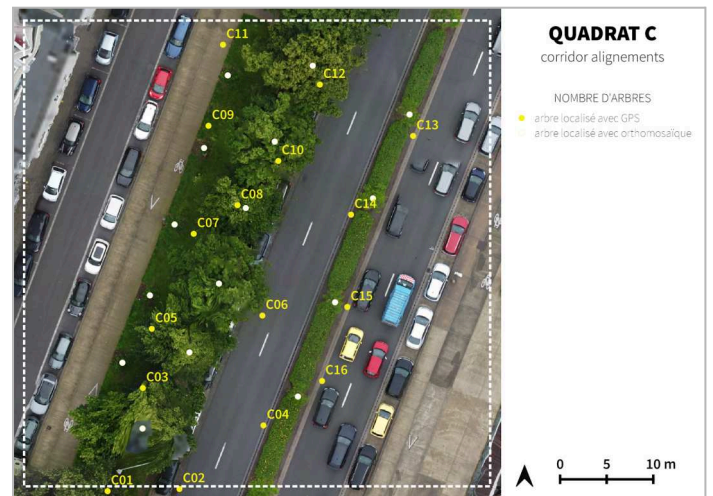 QUADRAT C
corridor alignements
NOMBRE D'ARBRES
arbre localisé avec GPS
arbre localisé avec orthomosaïque
C11
C12
C09
C13
C10
C08
C14
C07
C06
C15
C05
C16
C03
C04
C01
C02
0 5 10 m